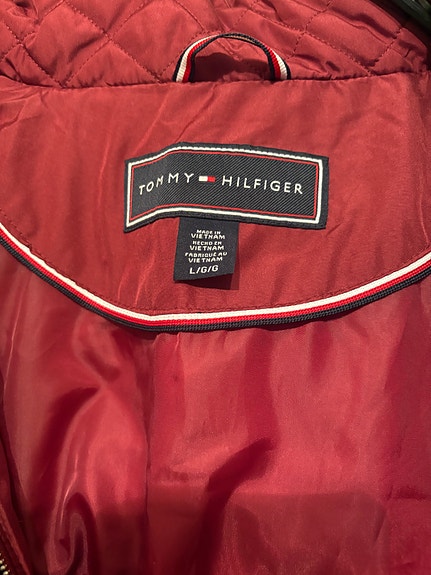 TOMMY HILFIGER
MADE IN
VIETNAM
HECHO EN
VIETNAM
FABRIQUÉ AU
VIETNAM
L/G/G